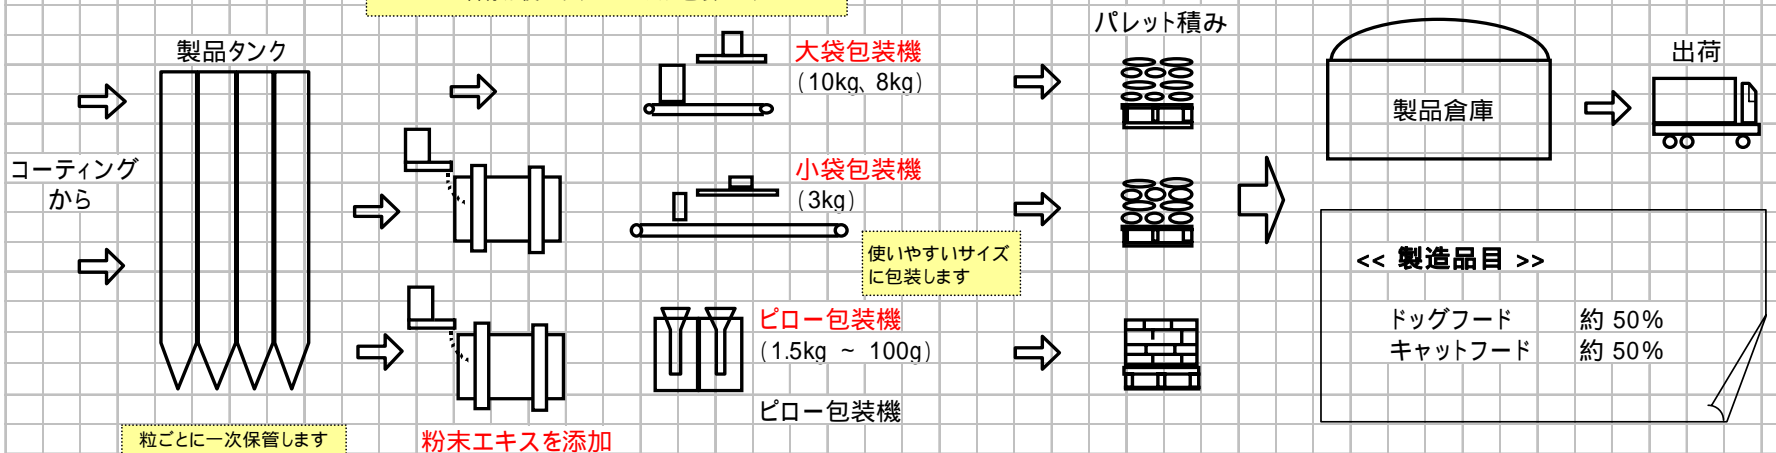 パレット積み
製品タンク
大袋包装機
(10kg、8kg)
出荷
製品倉庫
コーティング
から
小袋包装機
(3kg)
使いやすいサイズ
に包装します
<< 製造品目 >>
ドッグフード 約 50%
キャットフード 約 50%
ピロー包装機
(1.5kg ~ 100g)
ピロー包装機
粒ごとに一次保管します
粉末エキスを添加